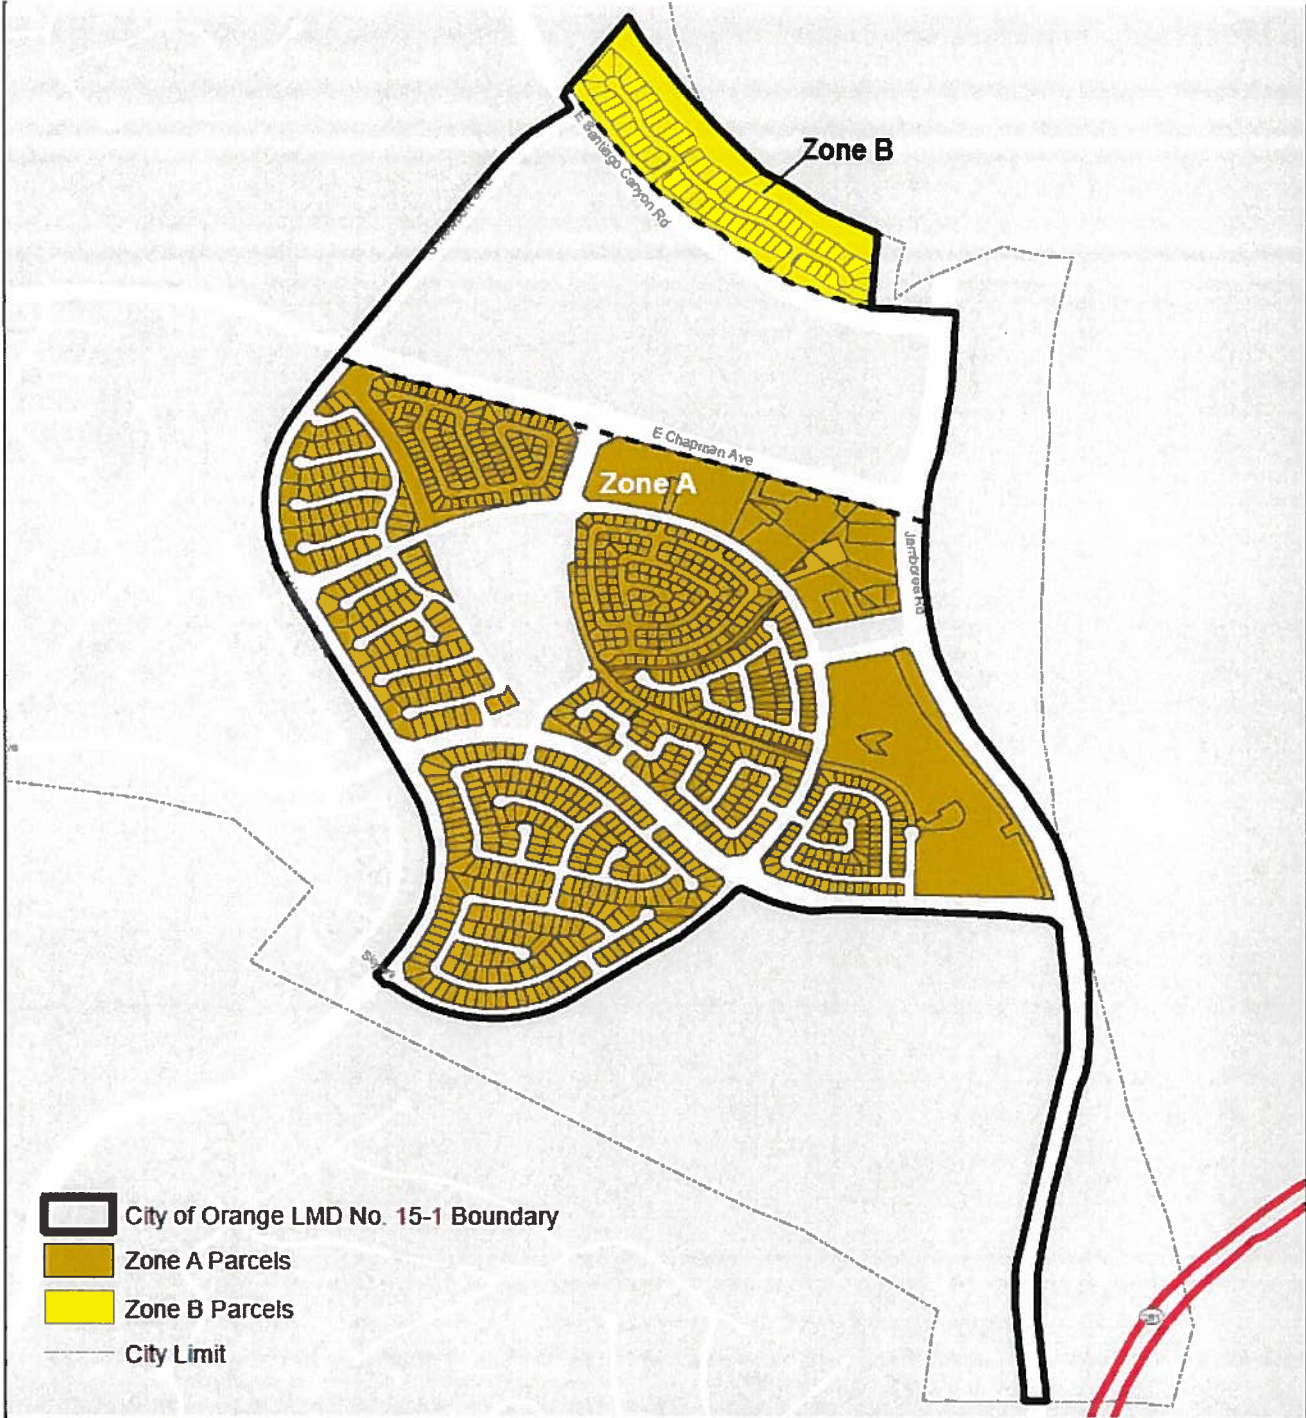 Zone B
E Santiago Canyon Rd
E Chapman Ave
Zone A
Jamboree Rd
City of Orange LMD No. 15-1 Boundary
Zone A Parcels
Zone B Parcels
City Limit